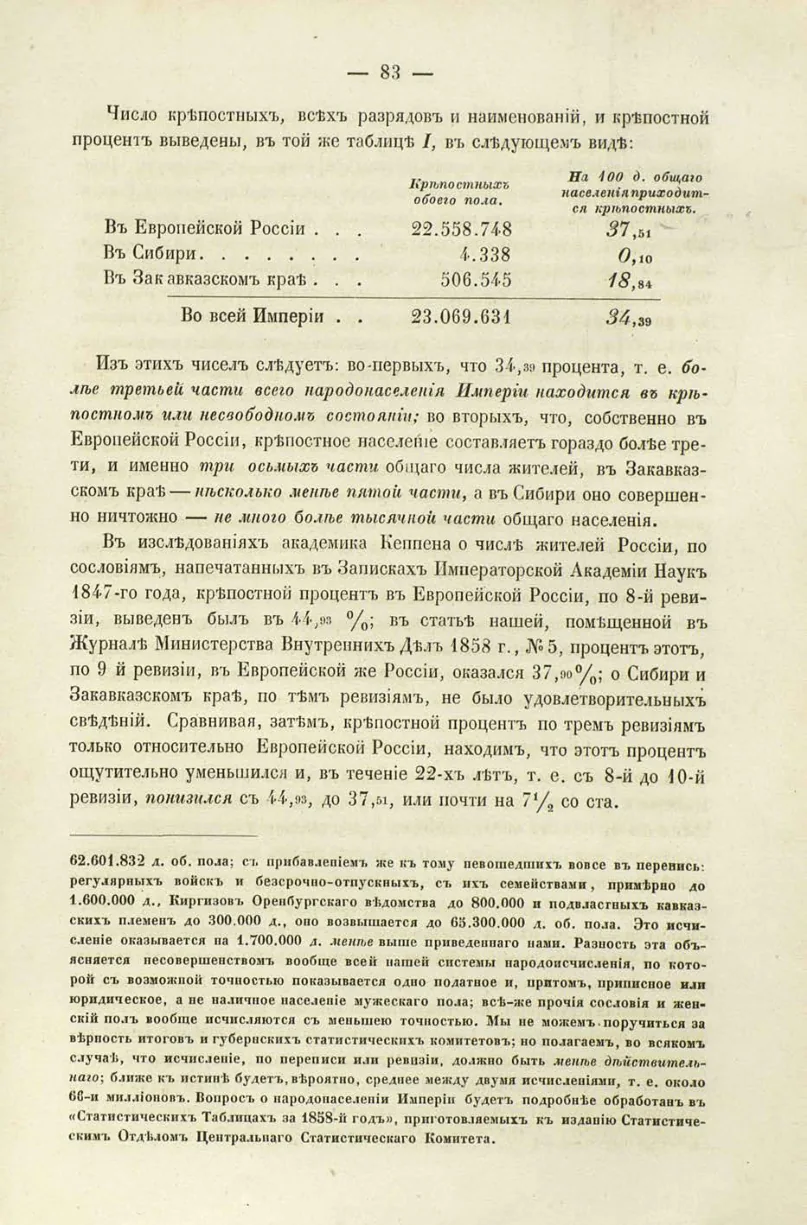 — 83 —
Число крѣпостныхъ, всѣхъ разрядовъ и наименованій, и крѣпостной
процентъ выведены, въ той же таблицѣ I, въ слѣдующемъ видѣ:
Крѣпостныхъ обоего пола. На 100 д. общаго населенія приходится крѣпостныхъ.
Въ Европейской Россіи . . . 22.558.748 37,51
Въ Сибири. . . . . . . . 4.338 0,10
Въ Закавказскомъ краѣ . . . 506.545 18,84
Во всей Имперіи . . 23.069.631 34,39
Изъ этихъ чиселъ слѣдуетъ: во-первыхъ, что 34,39 процента, т. е. бо-
лѣе третьей части всего народонаселенія Имперіи находится въ крѣ-
постномъ или несвободномъ состояніи; во вторыхъ, что, собственно въ
Европейской Россіи, крѣпостное населеніе составляетъ гораздо болѣе тре-
ти, и именно три осьмыхъ части общаго числа жителей, въ Закавказ-
скомъ краѣ — нѣсколько менѣе пятой части, а въ Сибири оно совершен-
но ничтожно — не много болѣе тысячной части общаго населенія.
Въ изслѣдованіяхъ академика Кеппена о числѣ жителей Россіи, по
сословіямъ, напечатанныхъ въ Запискахъ Императорской Академіи Наукъ
1847-го года, крѣпостной процентъ въ Европейской Россіи, по 8-й реви-
зіи, выведенъ былъ въ 44,93 %; въ статьѣ нашей, помѣщенной въ
Журналѣ Министерства Внутреннихъ Дѣлъ 1858 г., № 5, процентъ этотъ,
по 9 й ревизіи, въ Европейской же Россіи, оказался 37,90%; о Сибири и
Закавказскомъ краѣ, по тѣмъ ревизіямъ, не было удовлетворительныхъ
свѣдѣній. Сравнивая, затѣмъ, крѣпостной процентъ по тремъ ревизіямъ
только относительно Европейской Россіи, находимъ, что этотъ процентъ
ощутительно уменьшился и, въ теченіе 22-хъ лѣтъ, т. е. съ 8-й до 10-й
ревизіи, понизился съ 44,93, до 37,51, или почти на 7½ со ста.
62.601.832 д. об. пола; съ прибавленіемъ же къ тому невошедшихъ вовсе въ перепись:
регулярныхъ войскъ и безсрочно-отпускныхъ, съ ихъ семействами, примѣрно до
1.600.000 д., Киргизовъ Оренбургскаго вѣдомства до 800.000 и подвластныхъ кавказ-
скихъ племенъ до 300.000 д., оно возвышается до 65.300.000 д. об. пола. Это исчи-
сленіе оказывается на 1.700.000 д. менѣе выше приведеннаго нами. Разность эта объ-
ясняется несовершенствомъ вообще всей нашей системы народоисчисленія, по кото-
рой съ возможной точностью показывается одно податное и, притомъ, приписное или
юридическое, а не наличное населеніе мужескаго пола; всѣ-же прочія сословія и жен-
скій полъ вообще исчисляются съ меньшею точностью. Мы не можемъ поручиться за
вѣрность итоговъ и губернскихъ статистическихъ комитетовъ; но полагаемъ, во всякомъ
случаѣ, что исчисленіе, по переписи или ревизіи, должно быть менѣе дѣйствитель-
наго; ближе къ истинѣ будетъ, вѣроятно, среднее между двумя исчисленіями, т. е. около
66-и милліоновъ. Вопросъ о народонаселеніи Имперіи будетъ подробнѣе обработанъ въ
«Статистическихъ Таблицахъ за 1858-й годъ», приготовляемыхъ къ изданію Статистиче-
скимъ Отдѣломъ Центральнаго Статистическаго Комитета.